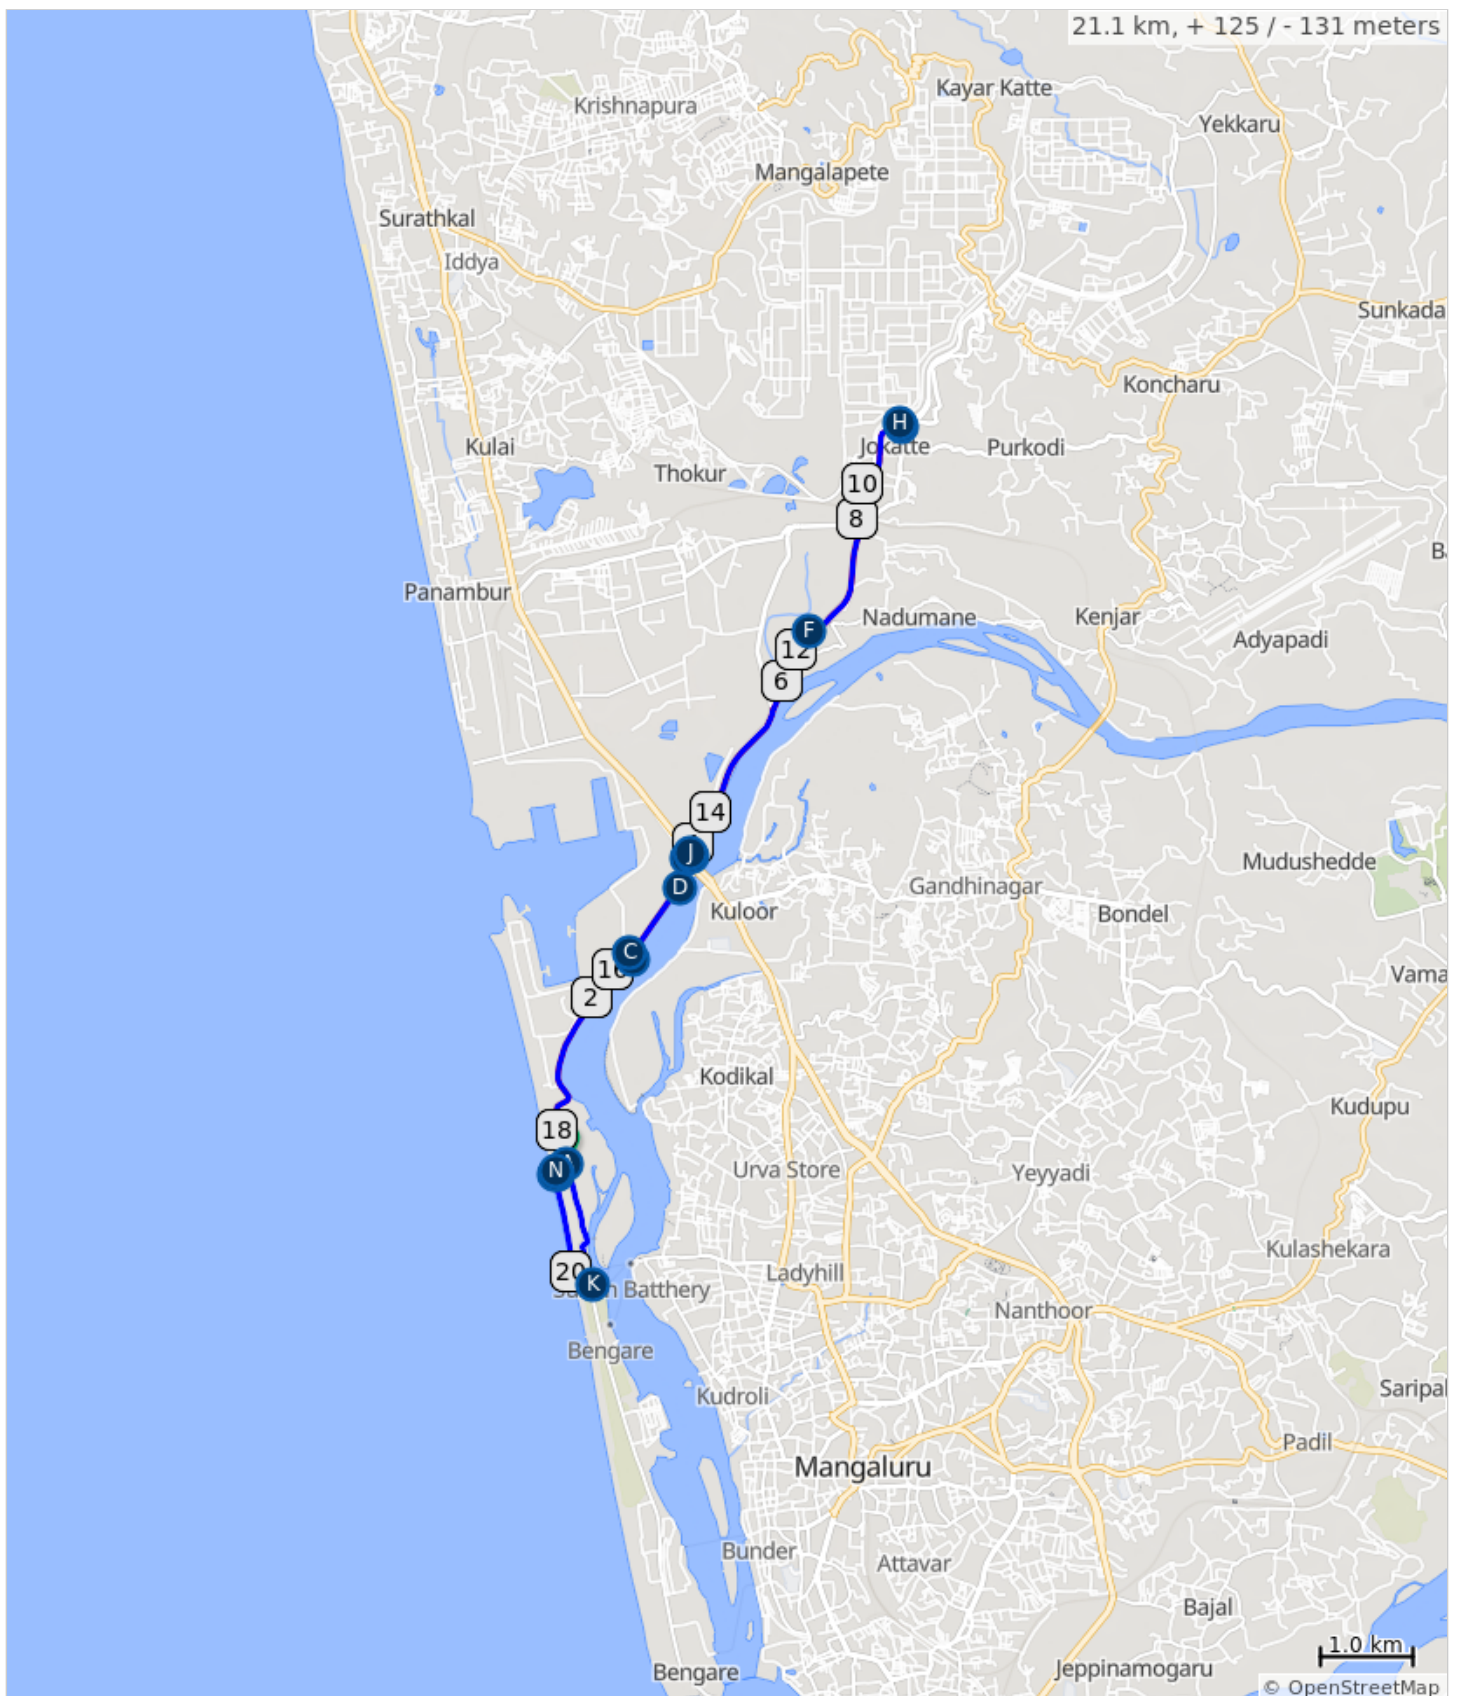 21.1 km, + 125 / - 131 meters
Kayar Katte
Krishnapura
Yekkaru
Mangalapete
Surathkal
Iddya
Sunkada
Koncharu
H
Jokatte
Kulai
Purkodi
Thokur
10
8
Panambur
Nadumane
Kenjar
F
Adyapadi
12
6
14
J
Mudushedde
D
Gandhinagar
Kuloor
Bondel
C
16
Vama
2
Kodikal
Kudupu
18
N
Urva Store
Yeyyadi
Kulashekara
20
Ladyhill
K
Batthery
Nanthoor
Bengare
Kudroli
Saripal
Padil
Mangaluru
Bunder
Attavar
Bajal
1.0 km
Bengare
Jeppinamogaru
© OpenStreetMap